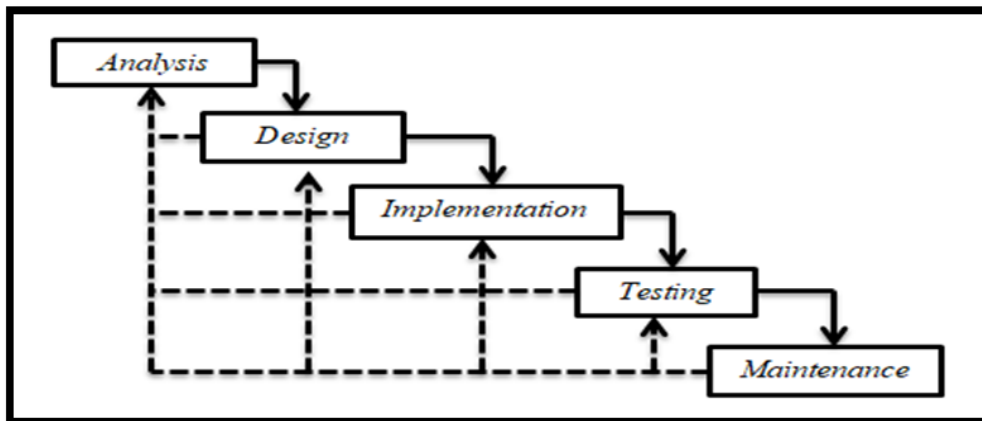 Analysis
Design
Implementation
Testing
Maintenance